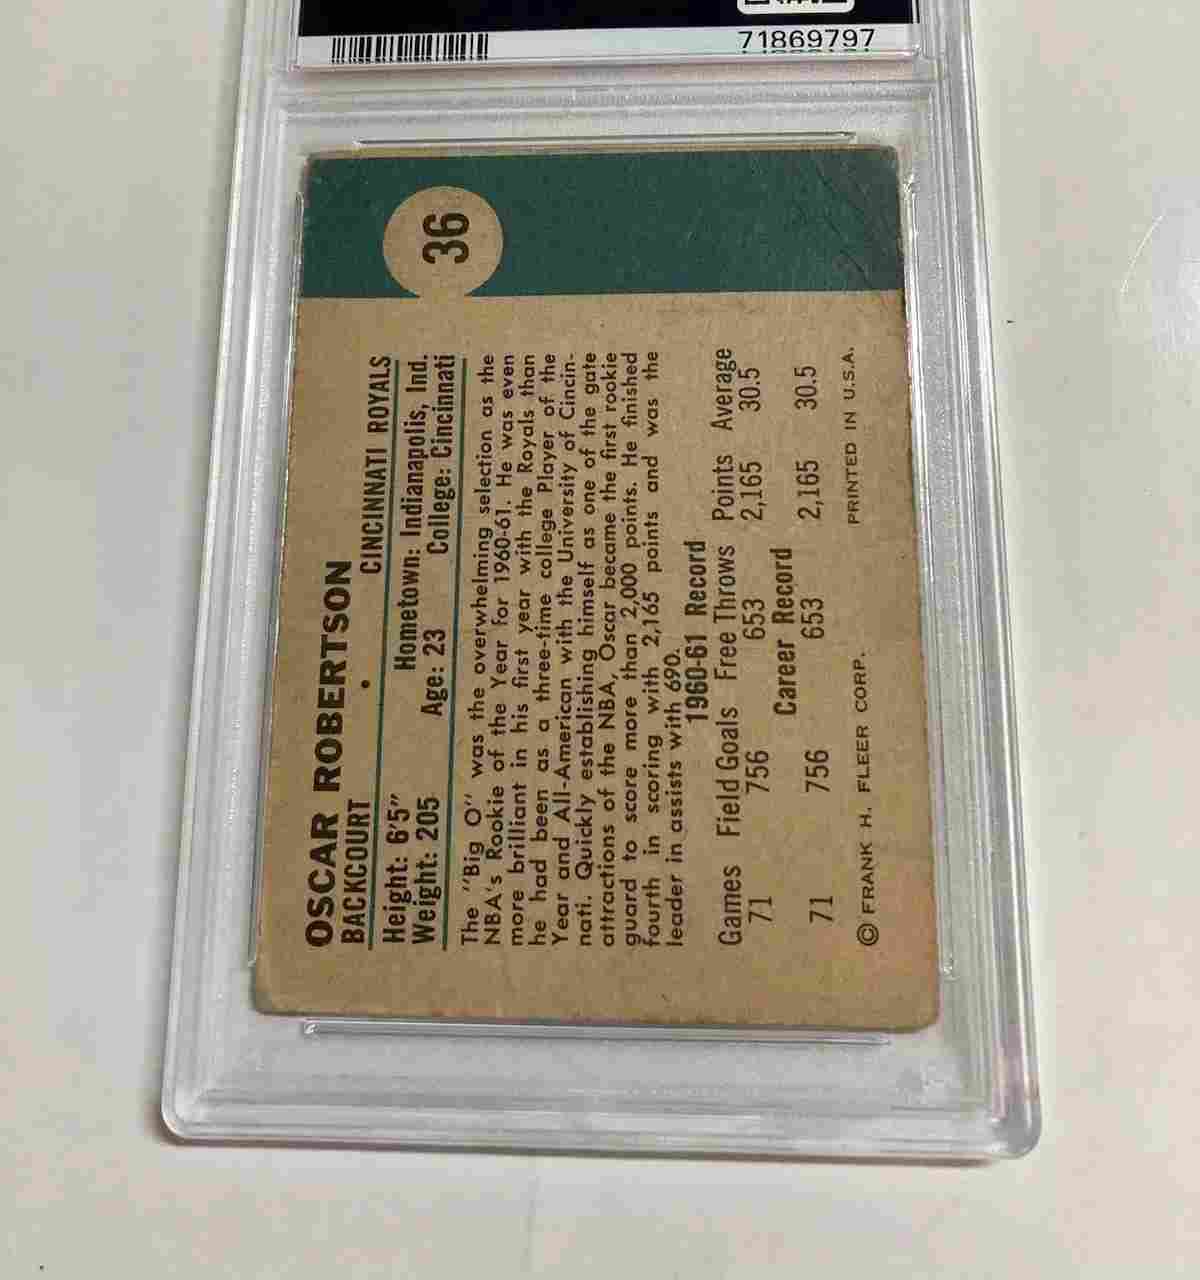 71869797
36
OSCAR ROBERTSON
BACKCOURT • CINCINNATI ROYALS
Height: 6'5" Hometown: Indianapolis, Ind.
Weight: 205 Age: 23 College: Cincinnati
The "Big O" was the overwhelming selection as the
NBA's Rookie of the Year for 1960-61. He was even
more brilliant in his first year with the Royals than
he had been as a three-time college Player of the
Year and All-American with the University of Cincin-
nati. Quickly establishing himself as one of the gate
attractions of the NBA, Oscar became the first rookie
guard to score more than 2,000 points. He finished
fourth in scoring with 2,165 points and was the
leader in assists with 690.
1960-61 Record
Games Field Goals Free Throws Points Average
71 756 653 2,165 30.5
Career Record
71 756 653 2,165 30.5
© FRANK H. FLEER CORP. PRINTED IN U.S.A.